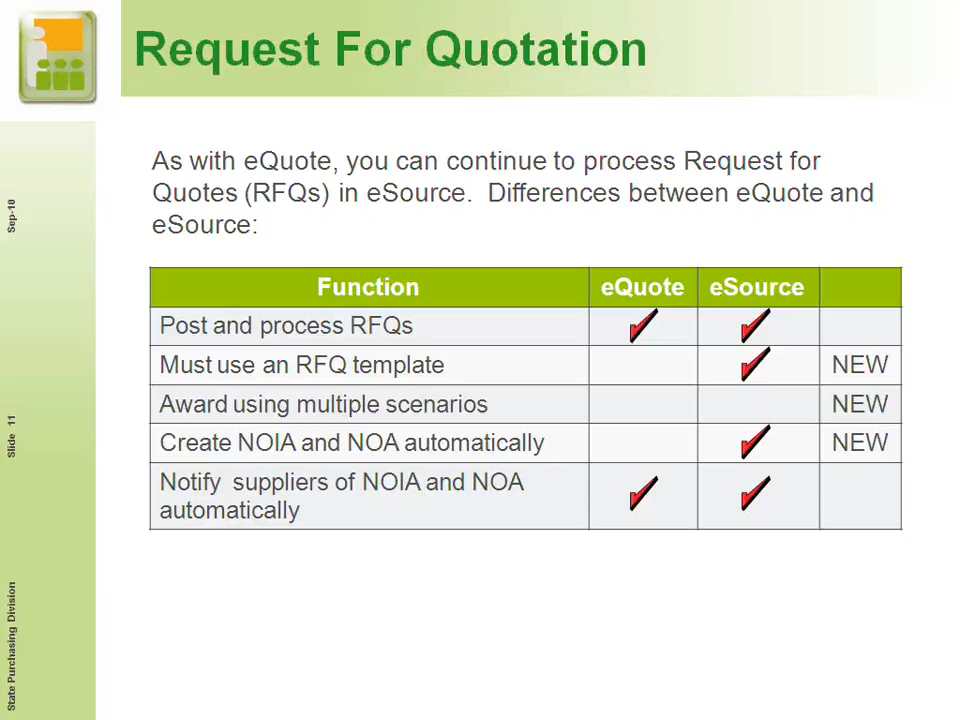 Request For Quotation
As with eQuote, you can continue to process Request for
Quotes (RFQs) in eSource.  Differences between eQuote and
eSource:
Function eQuote eSource
Post and process RFQs
Must use an RFQ template NEW
Award using multiple scenarios NEW
Create NOIA and NOA automatically NEW
Notify  suppliers of NOIA and NOA
automatically
Sep-10
Slide  11
State Purchasing Division